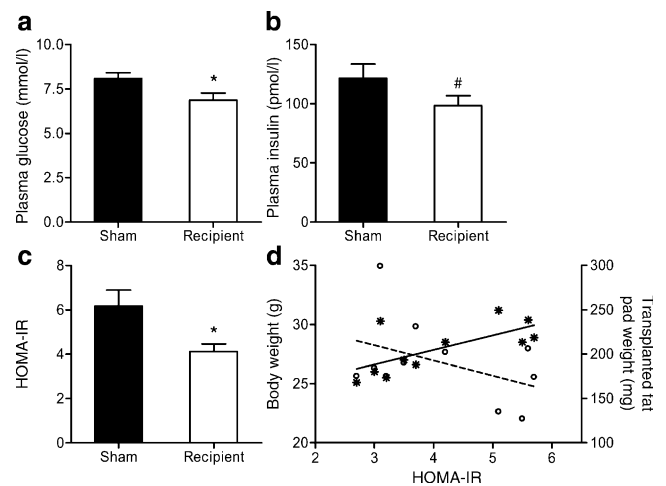 a
Plasma glucose (mmol/l)
10.0
7.5
5.0
2.5
0.0
*
Sham
Recipient
b
Plasma insulin (pmol/l)
150
100
50
0
#
Sham
Recipient
c
HOMA-IR
8
6
4
2
0
*
Sham
Recipient
d
Body weight (g)
35
30
25
20
300
250
200
150
100
Transplanted fat
pad weight (mg)
2
3
4
5
6
HOMA-IR